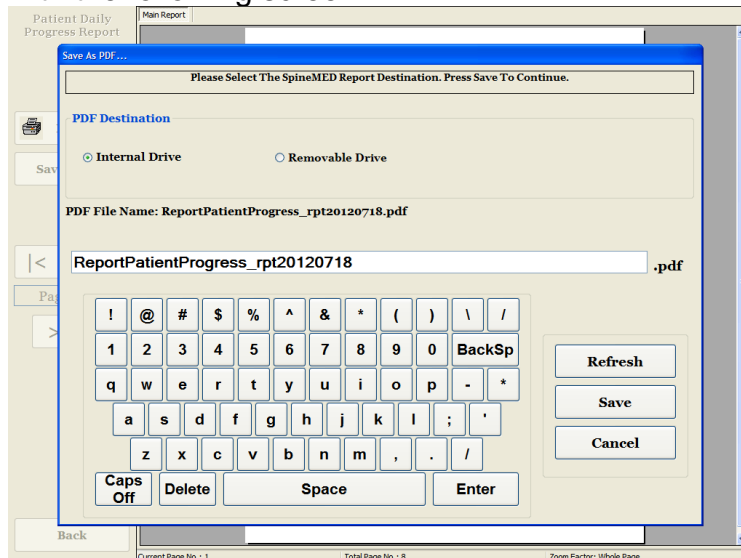 Patient Daily
Progress Report
Main Report
Save As PDF...
Please Select The SpineMED Report Destination. Press Save To Continue.
PDF Destination
Internal Drive
Removable Drive
Sav
PDF File Name: ReportPatientProgress_rpt20120718.pdf
|<
ReportPatientProgress_rpt20120718
.pdf
Pag
>
! @ # $ % ^ & * ( ) \ /
1 2 3 4 5 6 7 8 9 0 BackSp
q w e r t y u i o p - *
a s d f g h j k l ; '
z x c v b n m , . /
Caps Off Delete Space Enter
Refresh
Save
Cancel
Back
Current Page No.: 1
Total Page No.: 8
Zoom Factor: Whole Page